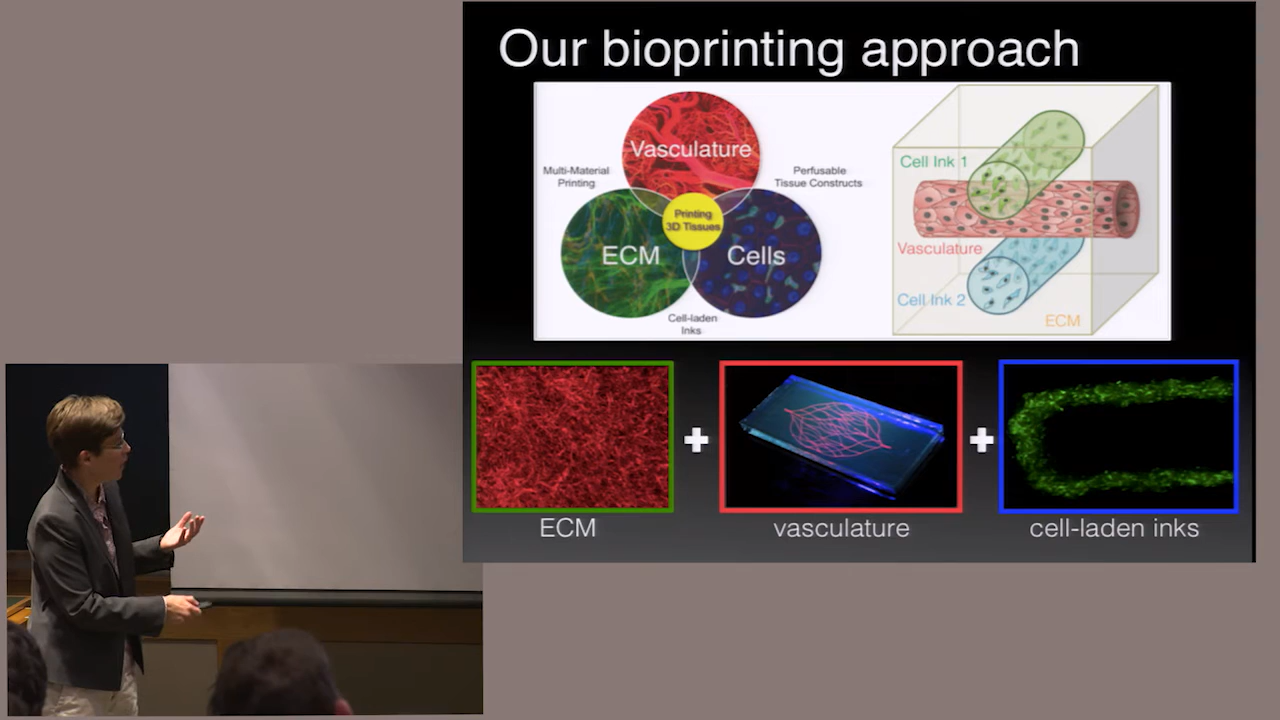 Our bioprinting approach
Vasculature
Multi-Material
Printing
Perfusable
Tissue Constructs
Printing
3D Tissues
ECM
Cells
Cell-laden
Inks
Cell Ink 1
Vasculature
Cell Ink 2
ECM
ECM
vasculature
cell-laden inks